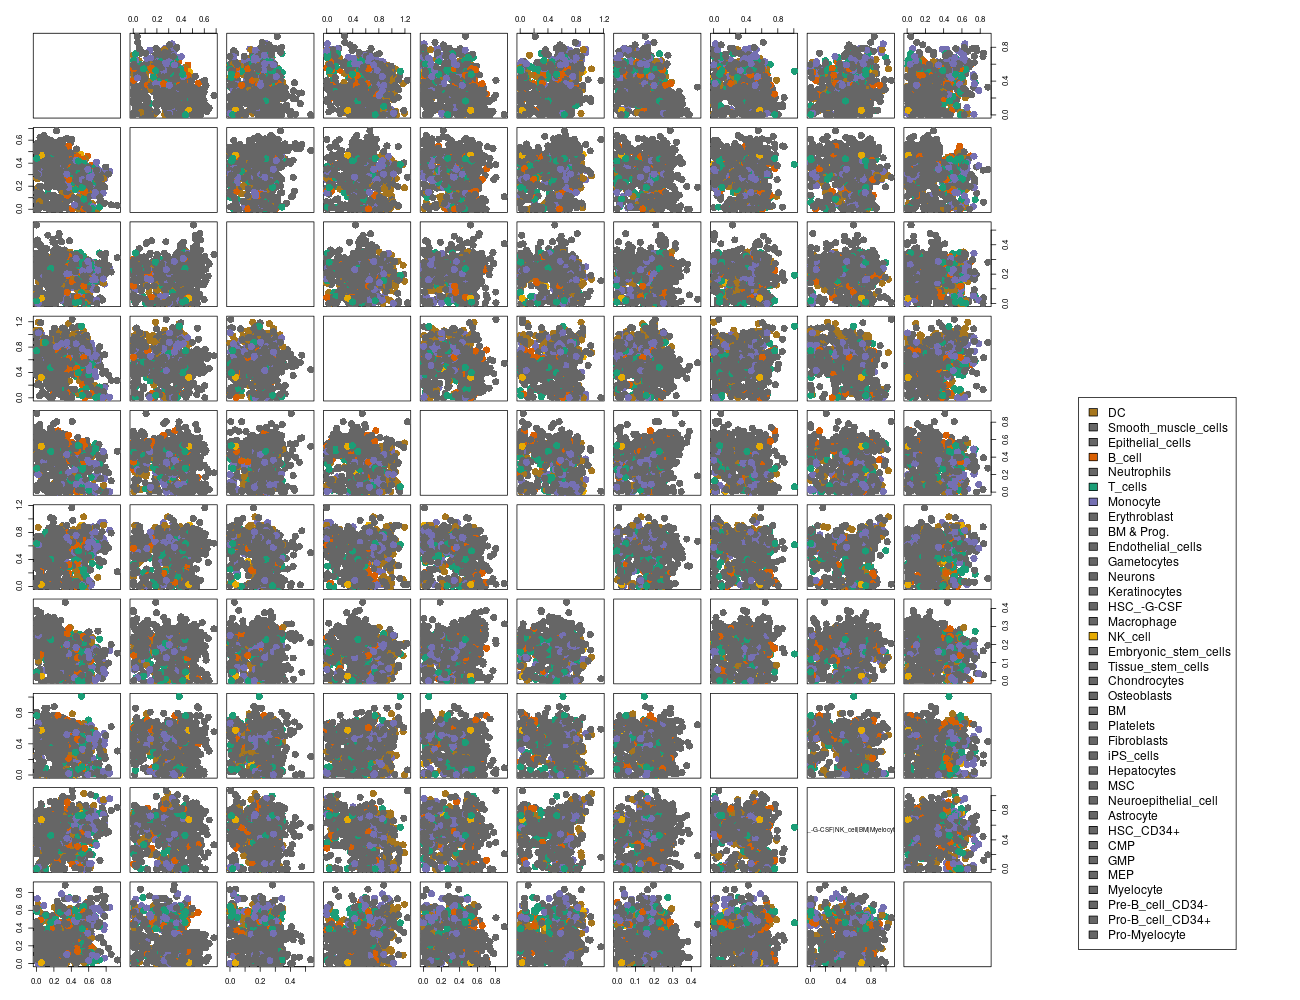 0.0 0.2 0.4 0.6
0.0 0.4 0.8 1.2
0.0 0.4 0.8 1.2
0.0 0.4 0.8
0.0 0.2 0.4 0.6 0.8
0.0 0.4 0.8
0.0 0.2 0.4 0.6
0.0 0.2 0.4
0.0 0.4 0.8 1.2
0.0 0.2 0.4 0.6 0.8
0.0 0.4 0.8 1.2
0.0 0.1 0.2 0.3 0.4
0.0 0.4 0.8
_-G-CSF|NK_cell|BM|Myelocyt
0.0 0.4 0.8
0.0 0.2 0.4 0.6 0.8
0.0 0.2 0.4 0.6 0.8
0.0 0.2 0.4
0.0 0.2 0.4 0.6 0.8
0.0 0.1 0.2 0.3 0.4
0.0 0.4 0.8
DC
Smooth_muscle_cells
Epithelial_cells
B_cell
Neutrophils
T_cells
Monocyte
Erythroblast
BM & Prog.
Endothelial_cells
Gametocytes
Neurons
Keratinocytes
HSC_-G-CSF
Macrophage
NK_cell
Embryonic_stem_cells
Tissue_stem_cells
Chondrocytes
Osteoblasts
BM
Platelets
Fibroblasts
iPS_cells
Hepatocytes
MSC
Neuroepithelial_cell
Astrocyte
HSC_CD34+
CMP
GMP
MEP
Myelocyte
Pre-B_cell_CD34-
Pro-B_cell_CD34+
Pro-Myelocyte